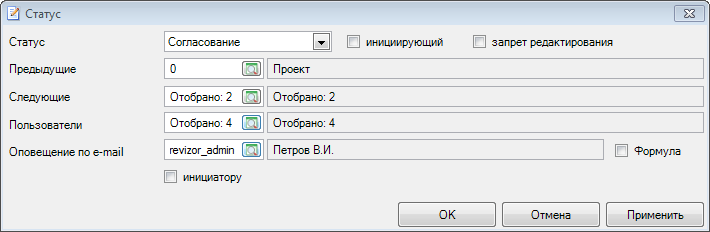 Статус
Статус Согласование инициирующий запрет редактирования
Предыдущие 0 Проект
Следующие Отобрано: 2 Отобрано: 2
Пользователи Отобрано: 4 Отобрано: 4
Оповещение по e-mail revizor_admin Петров В.И. Формула
инициатору
OK Отмена Применить